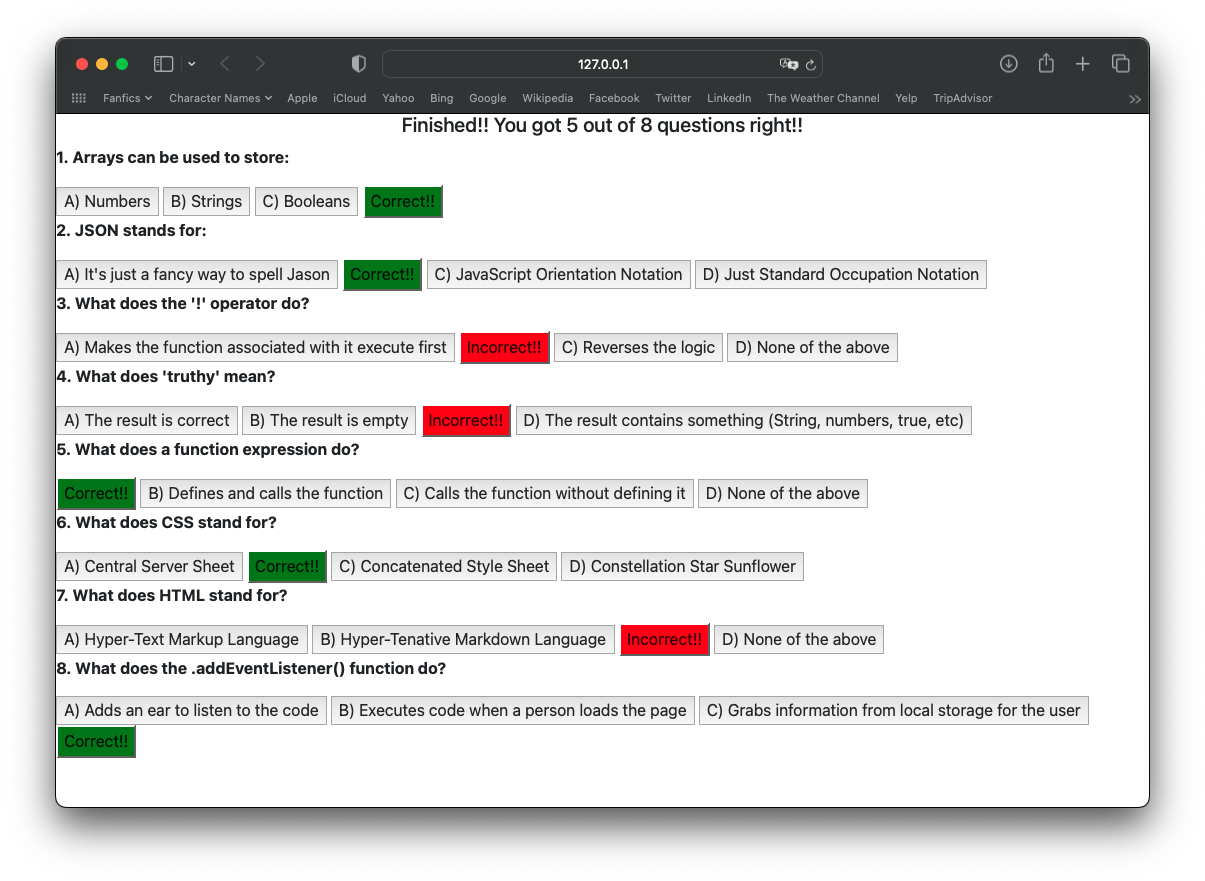 127.0.0.1
Fanfics Character Names Apple iCloud Yahoo Bing Google Wikipedia Facebook Twitter LinkedIn The Weather Channel Yelp TripAdvisor
Finished!! You got 5 out of 8 questions right!!
1. Arrays can be used to store:
A) Numbers B) Strings C) Booleans Correct!!
2. JSON stands for:
A) It's just a fancy way to spell Jason Correct!! C) JavaScript Orientation Notation D) Just Standard Occupation Notation
3. What does the '!' operator do?
A) Makes the function associated with it execute first Incorrect!! C) Reverses the logic D) None of the above
4. What does 'truthy' mean?
A) The result is correct B) The result is empty Incorrect!! D) The result contains something (String, numbers, true, etc)
5. What does a function expression do?
Correct!! B) Defines and calls the function C) Calls the function without defining it D) None of the above
6. What does CSS stand for?
A) Central Server Sheet Correct!! C) Concatenated Style Sheet D) Constellation Star Sunflower
7. What does HTML stand for?
A) Hyper-Text Markup Language B) Hyper-Tenative Markdown Language Incorrect!! D) None of the above
8. What does the .addEventListener() function do?
A) Adds an ear to listen to the code B) Executes code when a person loads the page C) Grabs information from local storage for the user
Correct!!